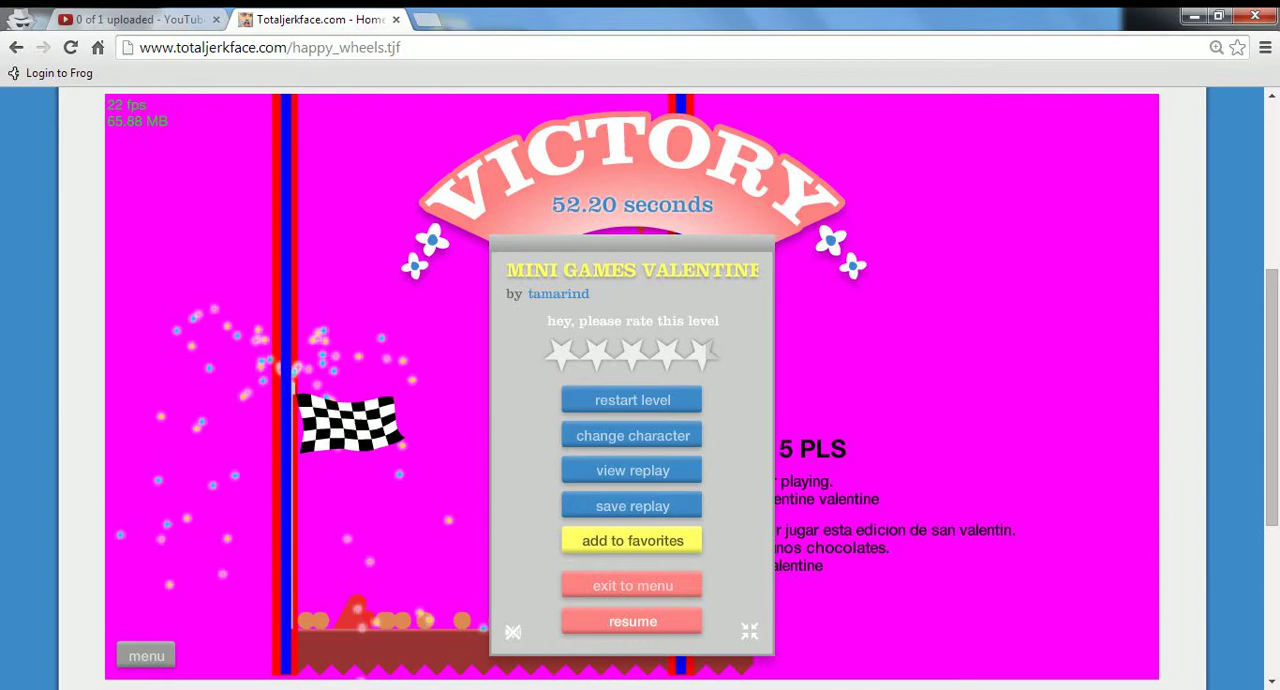 0 of 1 uploaded - YouTub
Totaljerkface.com - Hom
www.totaljerkface.com/happy_wheels.tjf
Login to Frog
22 fps
65.88 MB
VICTORY
52.20 seconds
MINI GAMES VALENTINE
by tamarind
hey, please rate this level
restart level
change character
view replay
save replay
add to favorites
exit to menu
resume
5 PLS
playing.
entine valentine
jugar esta edicion de san valentin.
nos chocolates.
alentine
menu